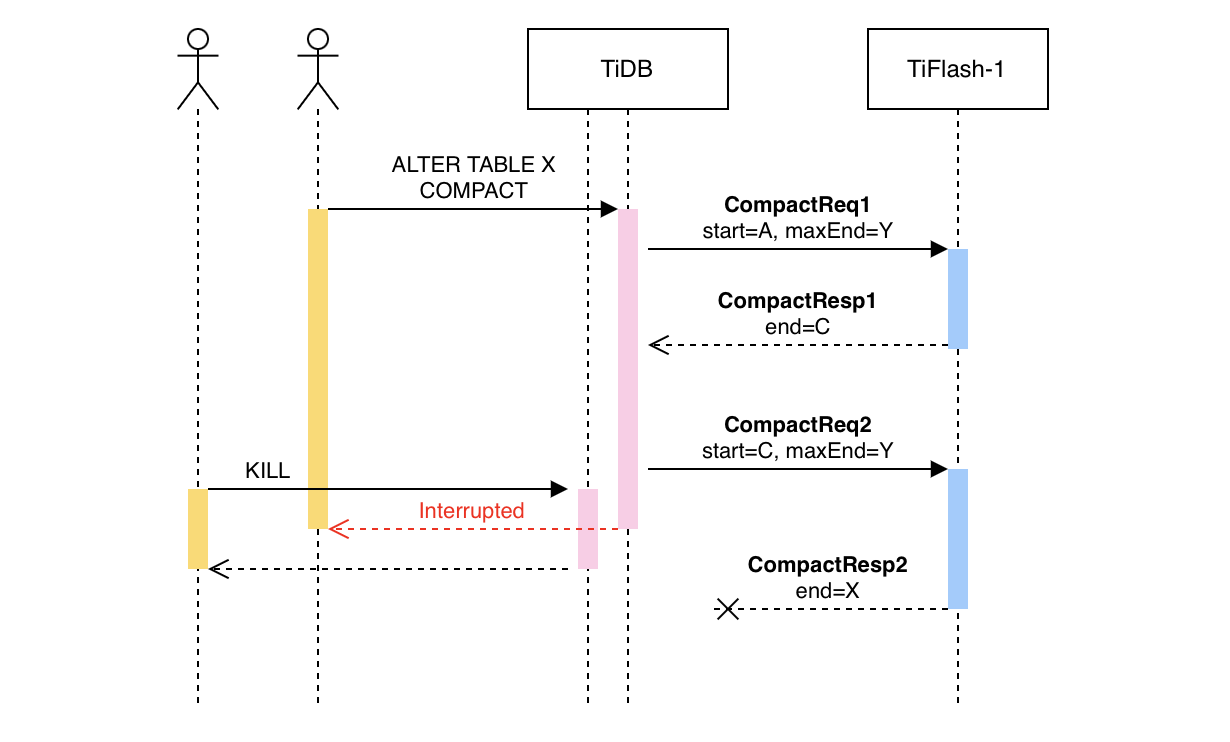 TiDB
TiFlash-1
ALTER TABLE X
COMPACT
CompactReq1
start=A, maxEnd=Y
CompactResp1
end=C
CompactReq2
start=C, maxEnd=Y
KILL
Interrupted
CompactResp2
end=X